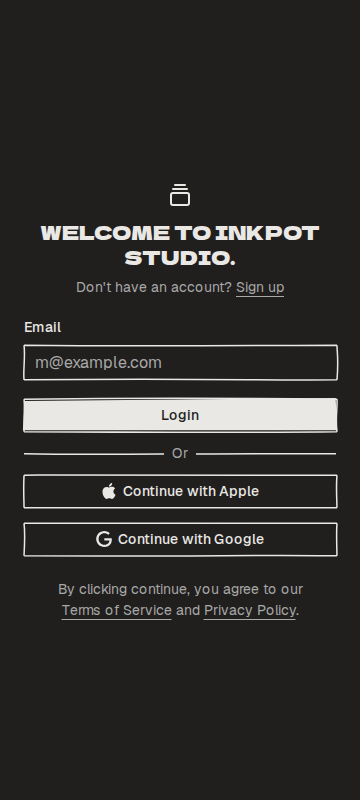 WELCOME TO INKPOT
STUDIO.
Don't have an account? Sign up
Email
m@example.com
Login
Or
Continue with Apple
Continue with Google
By clicking continue, you agree to our
Terms of Service and Privacy Policy.